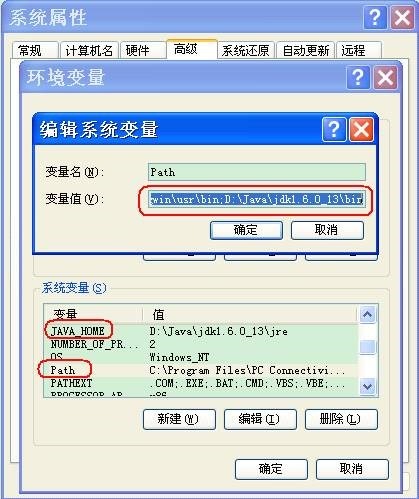 系统属性
常规 计算机名 硬件 高级 系统还原 自动更新 远程
环境变量
编辑系统变量
变量名(N): Path
变量值(V): win\usr\bin;D:\Java\jdk1.6.0_13\bin
确定 取消
系统变量(S)
变量 值
JAVA_HOME D:\Java\jdk1.6.0_13\jre
NUMBER_OF_PR... 2
OS Windows_NT
Path C:\Program Files\PC Connectivi...
PATHEXT .COM;.EXE;.BAT;.CMD;.VBS;.VBE;...
新建(W) 编辑(I) 删除(L)
确定 取消